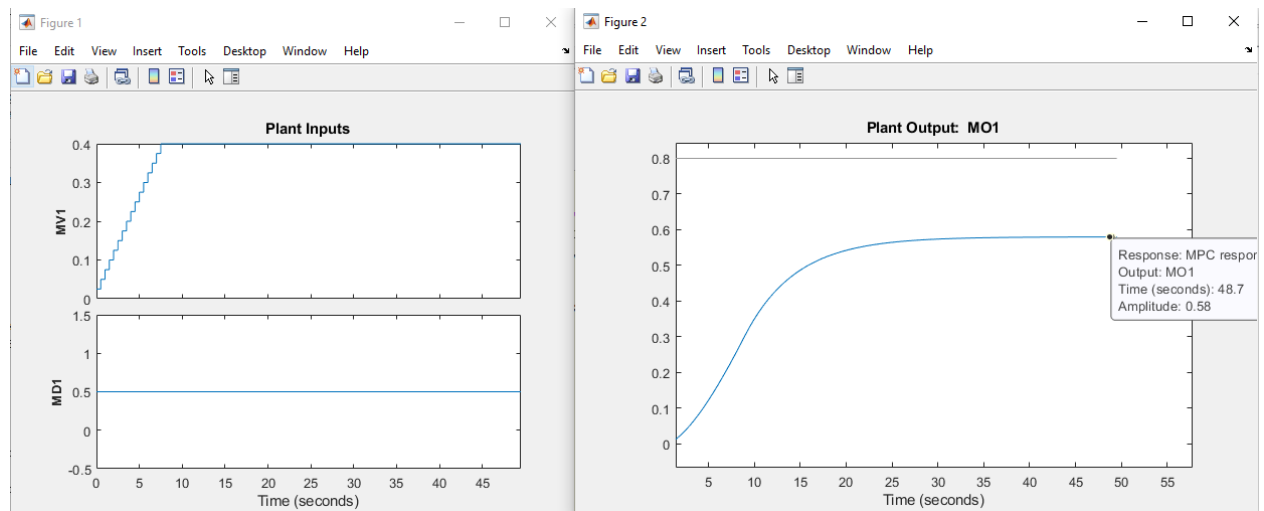 Figure 1
File Edit View Insert Tools Desktop Window Help
Plant Inputs
0.4
0.3
0.2
0.1
0
MV1
1.5
1
0.5
0
-0.5
MD1
0 5 10 15 20 25 30 35 40 45
Time (seconds)
Figure 2
File Edit View Insert Tools Desktop Window Help
Plant Output: MO1
0.8
0.7
0.6
0.5
0.4
0.3
0.2
0.1
0
Response: MPC respor
Output: MO1
Time (seconds): 48.7
Amplitude: 0.58
5 10 15 20 25 30 35 40 45 50 55
Time (seconds)